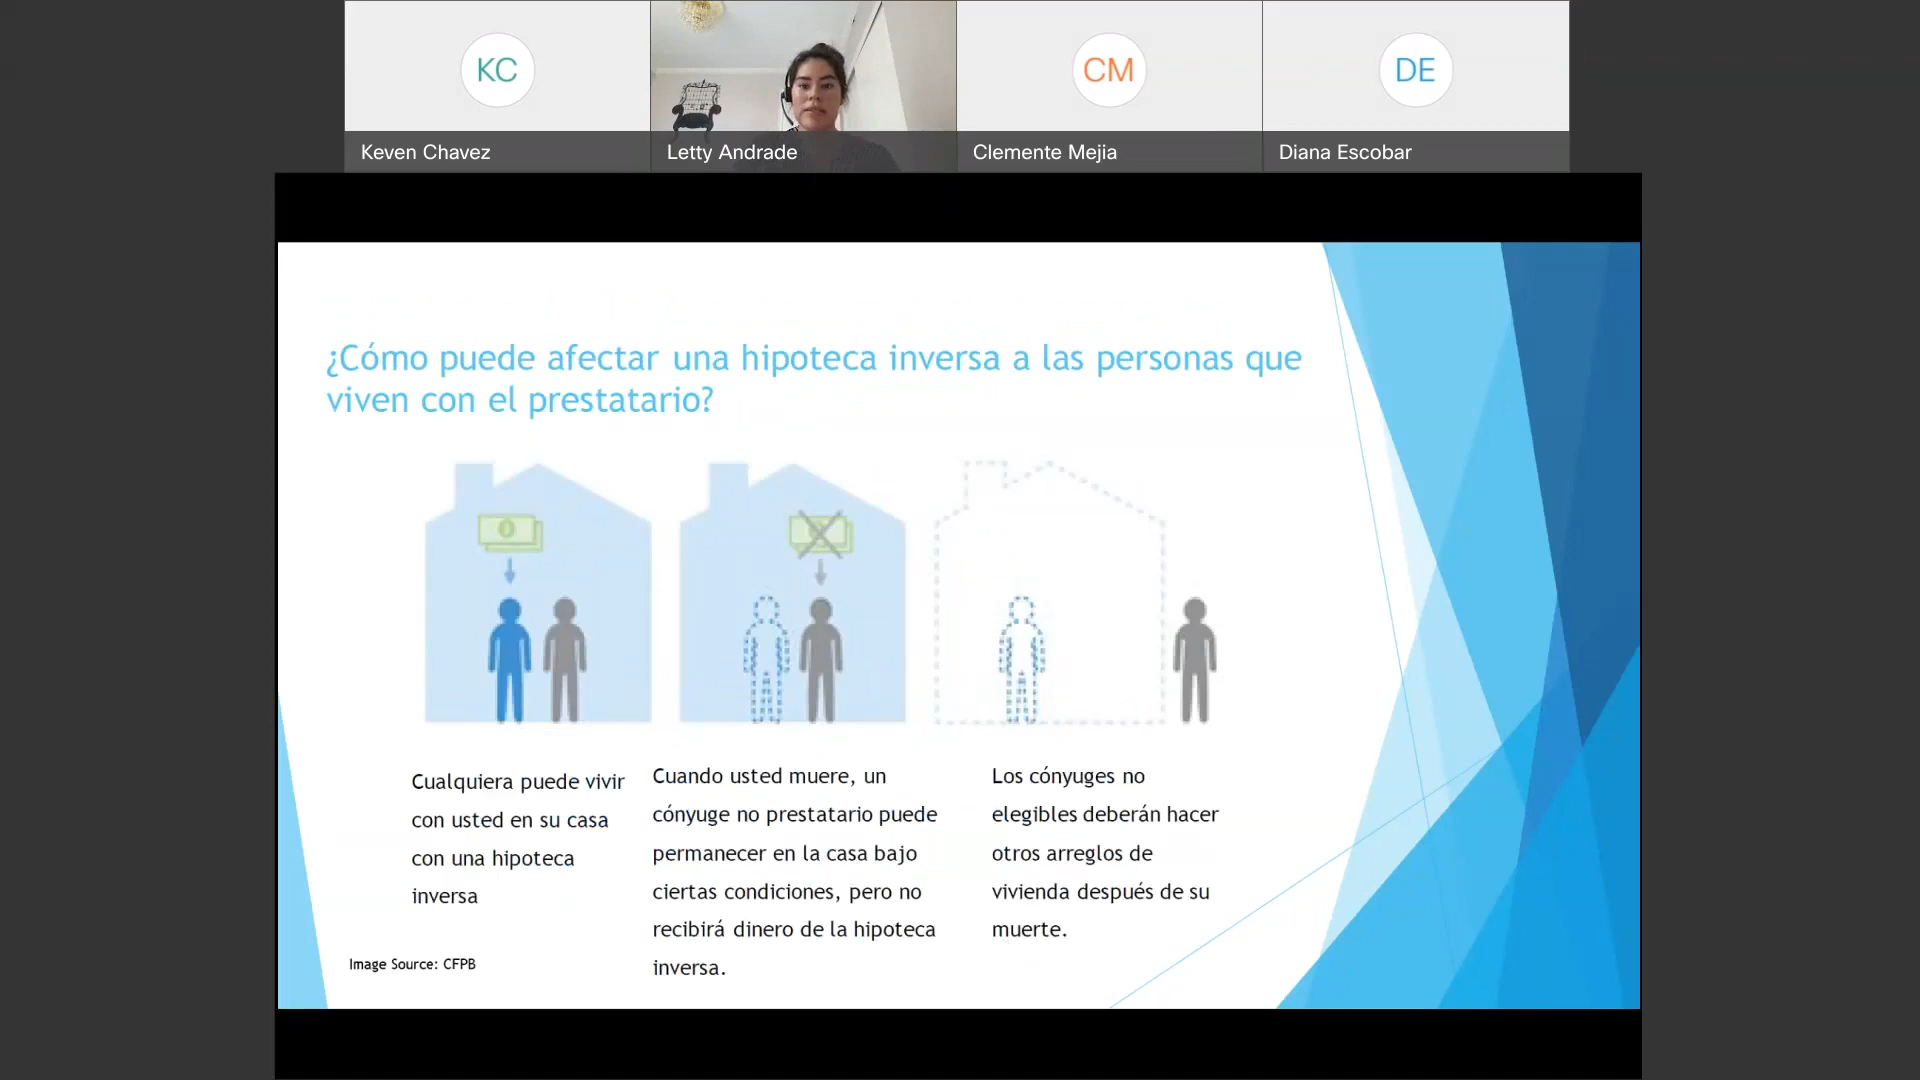 KC
CM
DE
Keven Chavez
Letty Andrade
Clemente Mejia
Diana Escobar
¿Cómo puede afectar una hipoteca inversa a las personas que
viven con el prestatario?
Cualquiera puede vivir
con usted en su casa
con una hipoteca
inversa
Cuando usted muere, un
cónyuge no prestatario puede
permanecer en la casa bajo
ciertas condiciones, pero no
recibirá dinero de la hipoteca
inversa.
Los cónyuges no
elegibles deberán hacer
otros arreglos de
vivienda después de su
muerte.
Image Source: CFPB